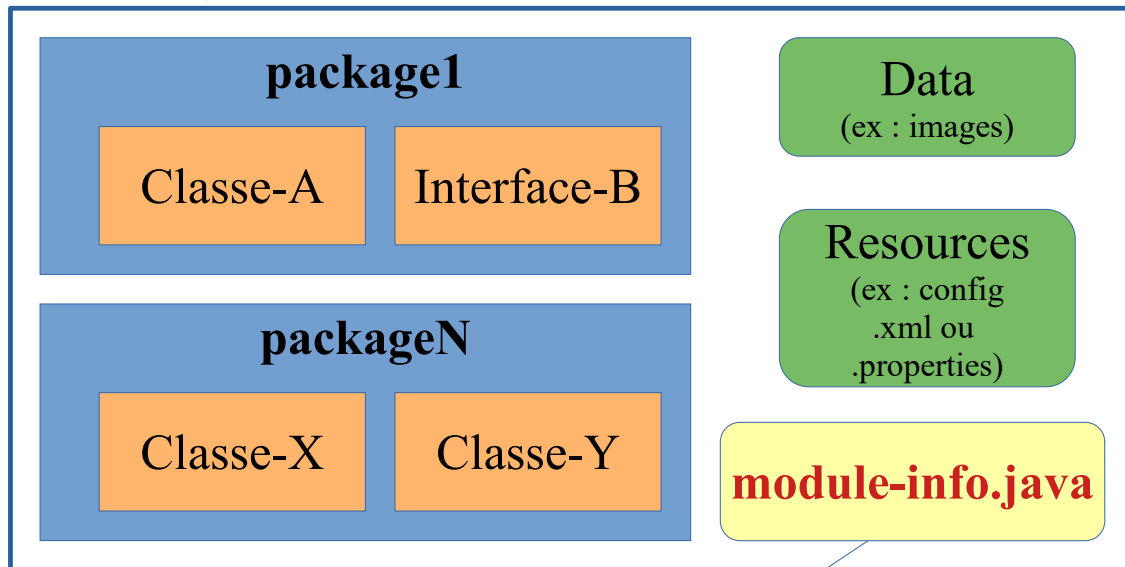 package1
Classe-A
Interface-B
packageN
Classe-X
Classe-Y
Data
(ex : images)
Resources
(ex : config
.xml ou
.properties)
module-info.java